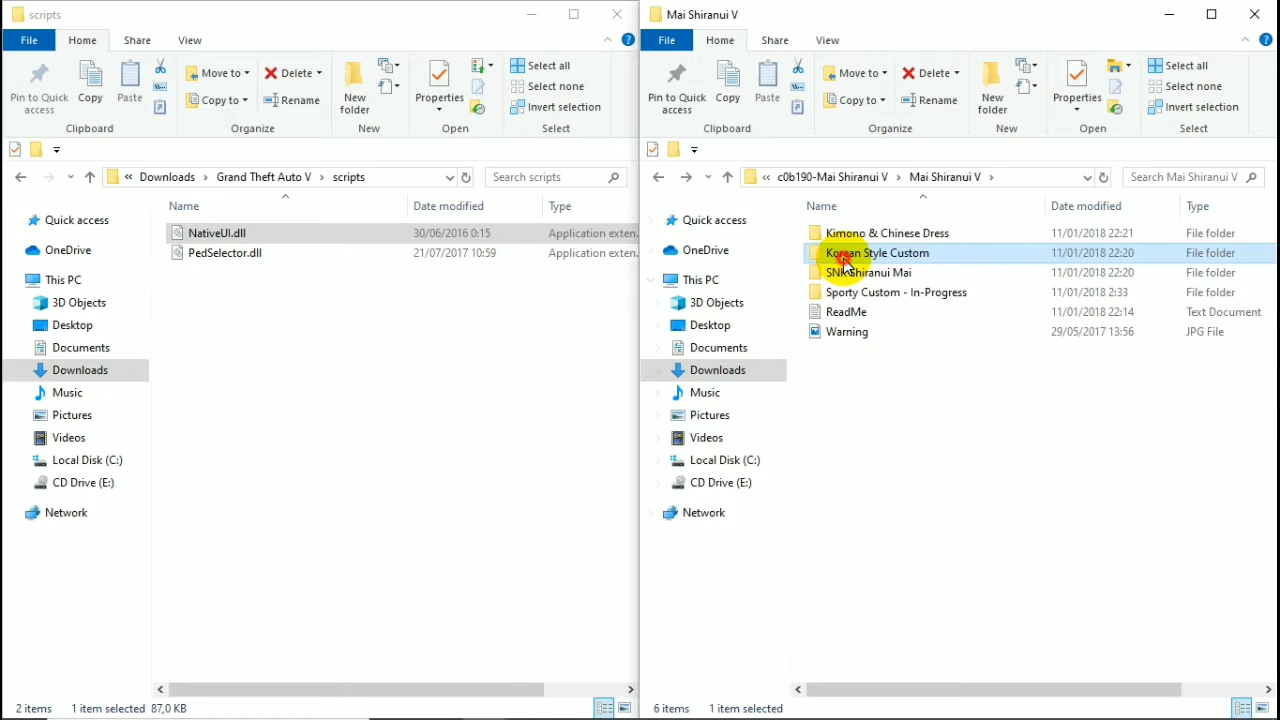 scripts
File Home Share View
Pin to Quick access
Copy
Paste
Move to
Copy to
Delete
Rename
New folder
Properties
Select all
Select none
Invert selection
Clipboard Organize New Open Select
« Downloads > Grand Theft Auto V > scripts
Search scripts
Name Date modified Type
Quick access
OneDrive
This PC
3D Objects
Desktop
Documents
Downloads
Music
Pictures
Videos
Local Disk (C:)
CD Drive (E:)
Network
NativeUI.dll 30/06/2016 0:15 Application exten.
PedSelector.dll 21/07/2017 10:59 Application exten.
2 items 1 item selected 87,0 KB
Mai Shiranui V
File Home Share View
Pin to Quick access
Copy
Paste
Move to
Copy to
Delete
Rename
New folder
Properties
Select all
Select none
Invert selection
Clipboard Organize New Open Select
« c0b190-Mai Shiranui V > Mai Shiranui V >
Search Mai Shiranui V
Name Date modified Type
Quick access
OneDrive
This PC
3D Objects
Desktop
Documents
Downloads
Music
Pictures
Videos
Local Disk (C:)
CD Drive (E:)
Network
Kimono & Chinese Dress 11/01/2018 22:21 File folder
Korean Style Custom 11/01/2018 22:20 File folder
SNK Shiranui Mai 11/01/2018 22:20 File folder
Sporty Custom - In-Progress 11/01/2018 2:33 File folder
ReadMe 11/01/2018 22:14 Text Document
Warning 29/05/2017 13:56 JPG File
6 items 1 item selected